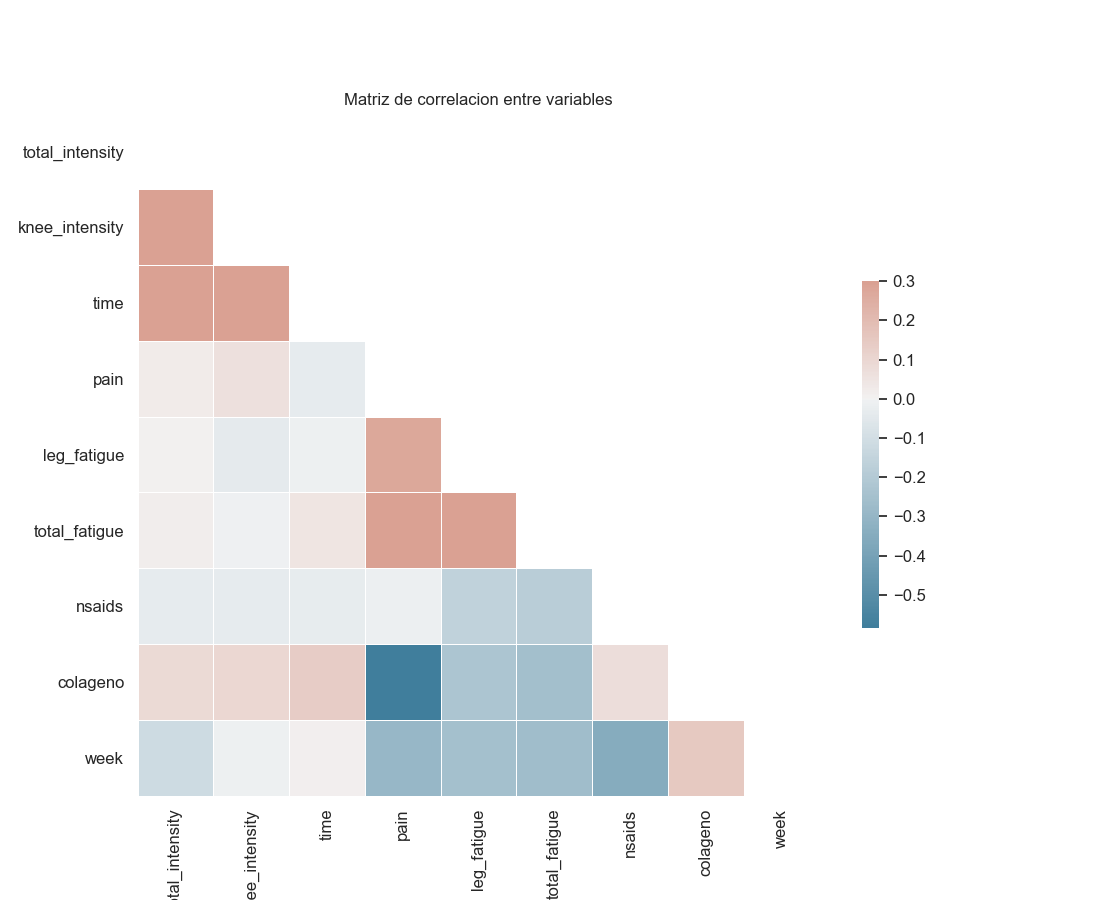 Matriz de correlacion entre variables
total_intensity
knee_intensity
time
pain
leg_fatigue
total_fatigue
nsaids
colageno
week
0.3
0.2
0.1
0.0
−0.1
−0.2
−0.3
−0.4
−0.5
otal_intensity
ee_intensity
time
pain
leg_fatigue
total_fatigue
nsaids
colageno
week